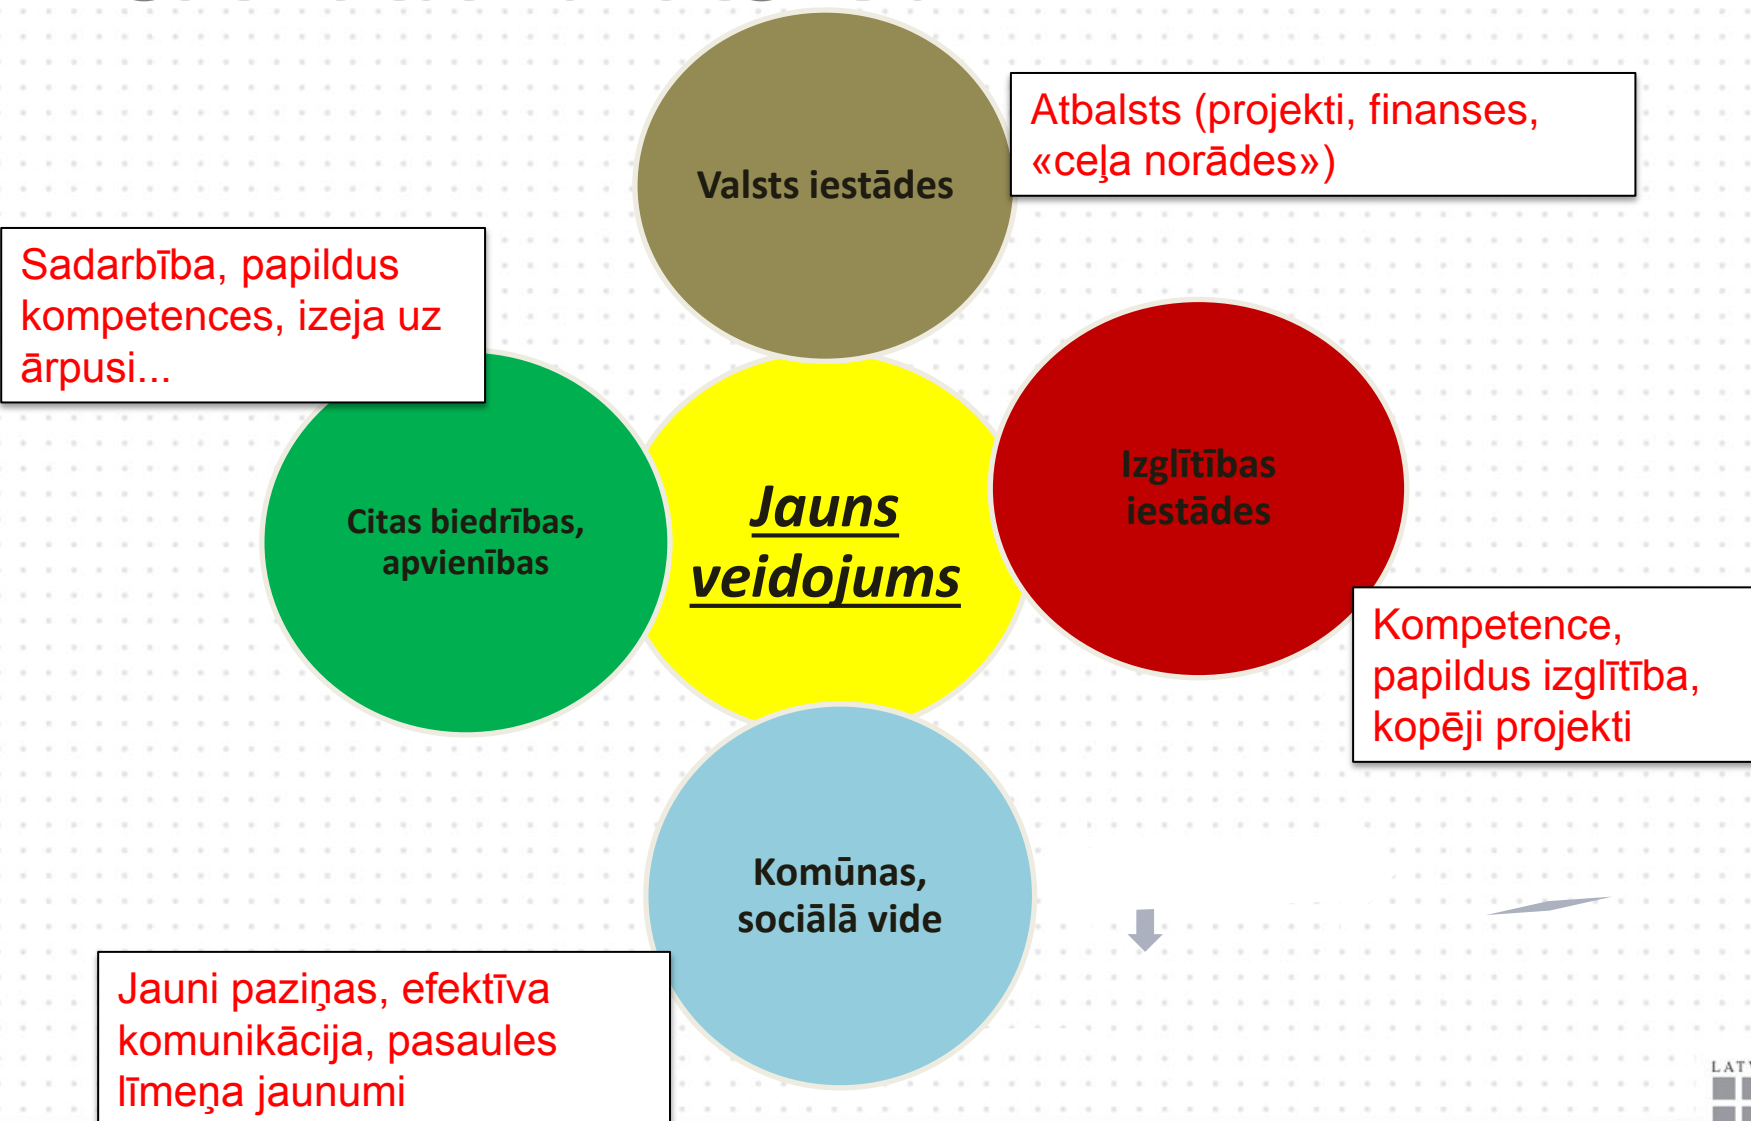 Valsts iestādes
Atbalsts (projekti, finanses,
«ceļa norādes»)
Sadarbība, papildus
kompetences, izeja uz
ārpusi...
Citas biedrības,
apvienības
Jauns
veidojums
Izglītības
iestādes
Kompetence,
papildus izglītība,
kopēji projekti
Komūnas,
sociālā vide
Jauni paziņas, efektīva
komunikācija, pasaules
līmeņa jaunumi